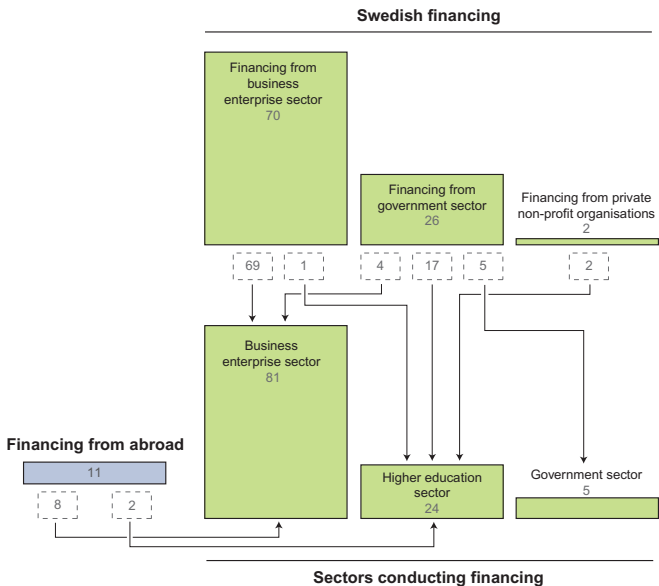 Swedish financing
Financing from
business
enterprise sector
70
Financing from
government sector
26
Financing from private
non-profit organisations
2
69
1
4
17
5
2
Business
enterprise sector
81
Financing from abroad
11
8
2
Higher education
sector
24
Government sector
5
Sectors conducting financing